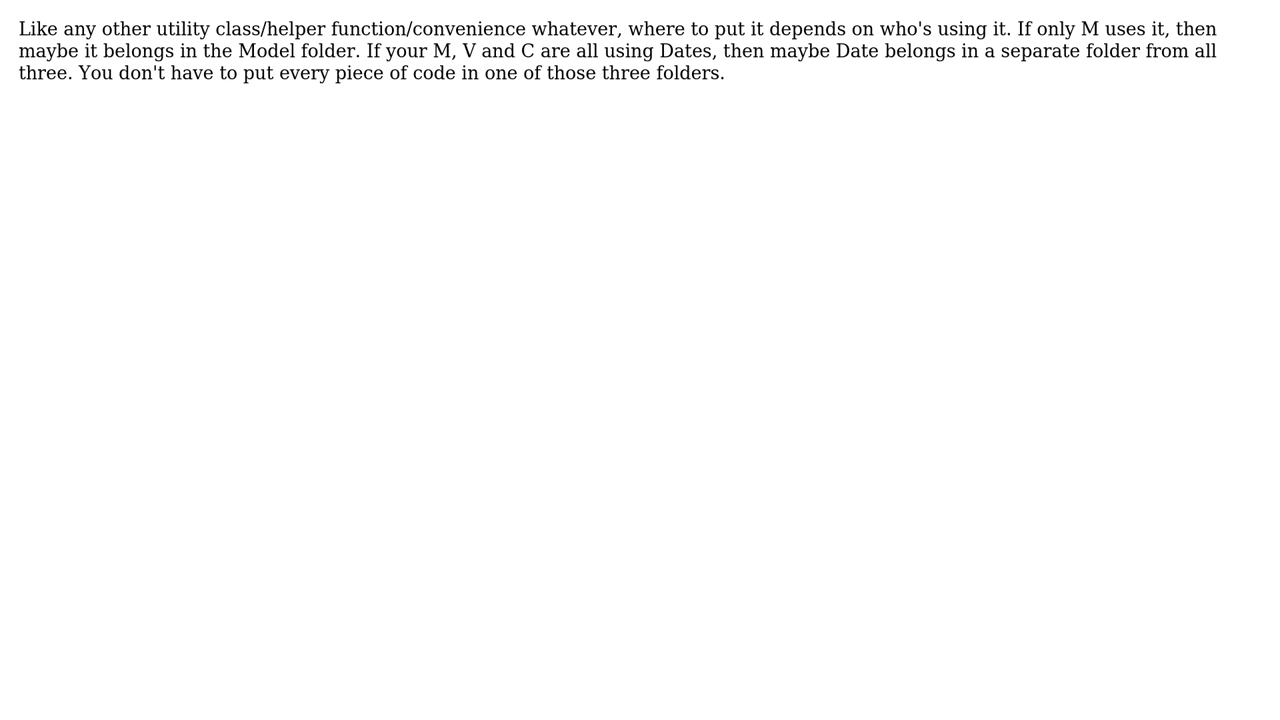 Like any other utility class/helper function/convenience whatever, where to put it depends on who's using it. If only M uses it, then
maybe it belongs in the Model folder. If your M, V and C are all using Dates, then maybe Date belongs in a separate folder from all
three. You don't have to put every piece of code in one of those three folders.